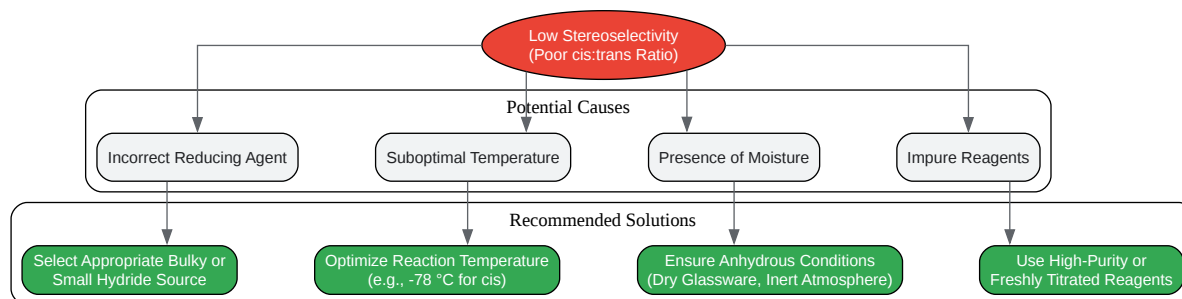 Low Stereoselectivity
(Poor cis:trans Ratio)
Potential Causes
Incorrect Reducing Agent
Suboptimal Temperature
Presence of Moisture
Impure Reagents
Recommended Solutions
Select Appropriate Bulky or
Small Hydride Source
Optimize Reaction Temperature
(e.g., -78 °C for cis)
Ensure Anhydrous Conditions
(Dry Glassware, Inert Atmosphere)
Use High-Purity or
Freshly Titrated Reagents